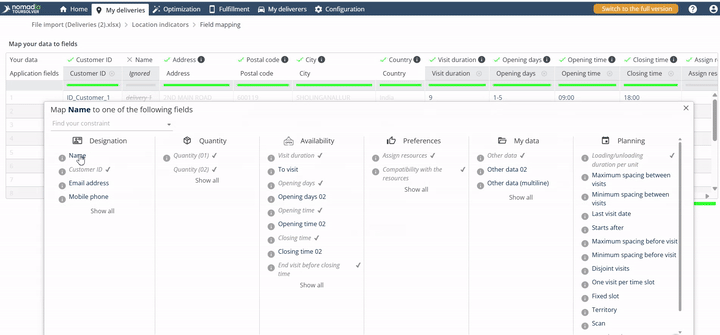 nomadia TOURSOLVER
Home
My deliveries
Optimization
Fulfillment
My deliverers
Configuration
Switch to the full version
File import (Deliveries (2).xlsx) > Location indicators > Field mapping
Map your data to fields
Your data Customer ID Name Address Postal code City Country Visit duration Opening days Opening time Closing time Assign re
Application fields Customer ID Ignored Address Postal code City Country Visit duration Opening days Opening time Closing time Assign
1 ID_Customer_1 delivery 1 9 1-5 09:00 18:00
Map Name to one of the following fields
Find your constraint
Designation
Name
Customer ID
Email address
Mobile phone
Show all
Quantity
Quantity (01)
Quantity (02)
Show all
Availability
Visit duration
To visit
Opening days
Opening days 02
Opening time
Opening time 02
Closing time
Closing time 02
End visit before closing
time
Show all
Preferences
Assign resources
Compatibility with the
resources
Show all
My data
Other data
Other data 02
Other data (multiline)
Show all
Planning
Loading/unloading
duration per unit
Maximum spacing between
visits
Minimum spacing between
visits
Last visit date
Starts after
Maximum spacing before visit
Minimum spacing before visit
Disjoint visits
One visit per time slot
Fixed slot
Territory
Scan